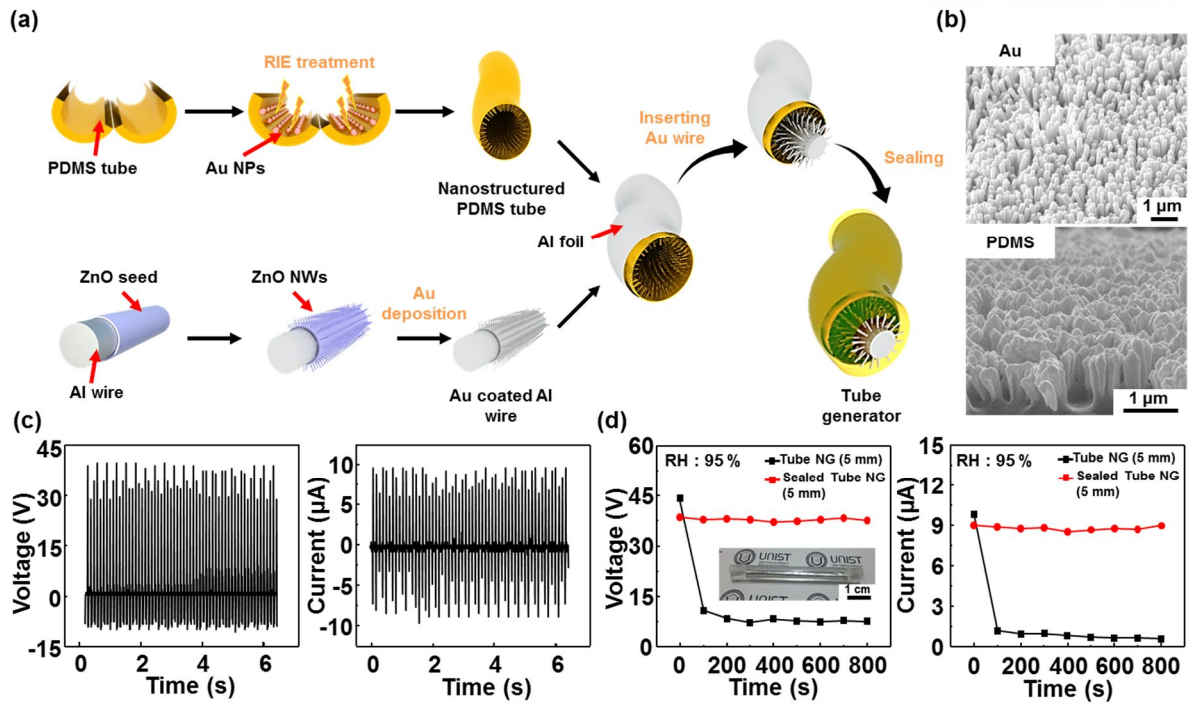 (a)
RIE treatment
PDMS tube
Au NPs
Nanostructured
PDMS tube
Inserting
Au wire
Sealing
Al foil
ZnO seed
ZnO NWs
Au
deposition
Al wire
Au coated Al
wire
Tube
generator
(b)
Au
1 µm
PDMS
1 µm
(c)
45
30
15
0
-15
Voltage (V)
0 2 4 6
Time (s)
10
5
0
-5
-10
Current (µA)
0 2 4 6
Time (s)
(d)
60
45
30
15
0
Voltage (V)
RH : 95 %
Tube NG (5 mm)
Sealed Tube NG
(5 mm)
UNIST
1 cm
0 200 400 600 800
Time (s)
15
12
9
6
3
0
Current (µA)
RH : 95 %
Tube NG (5 mm)
Sealed Tube NG
(5 mm)
0 200 400 600 800
Time (s)